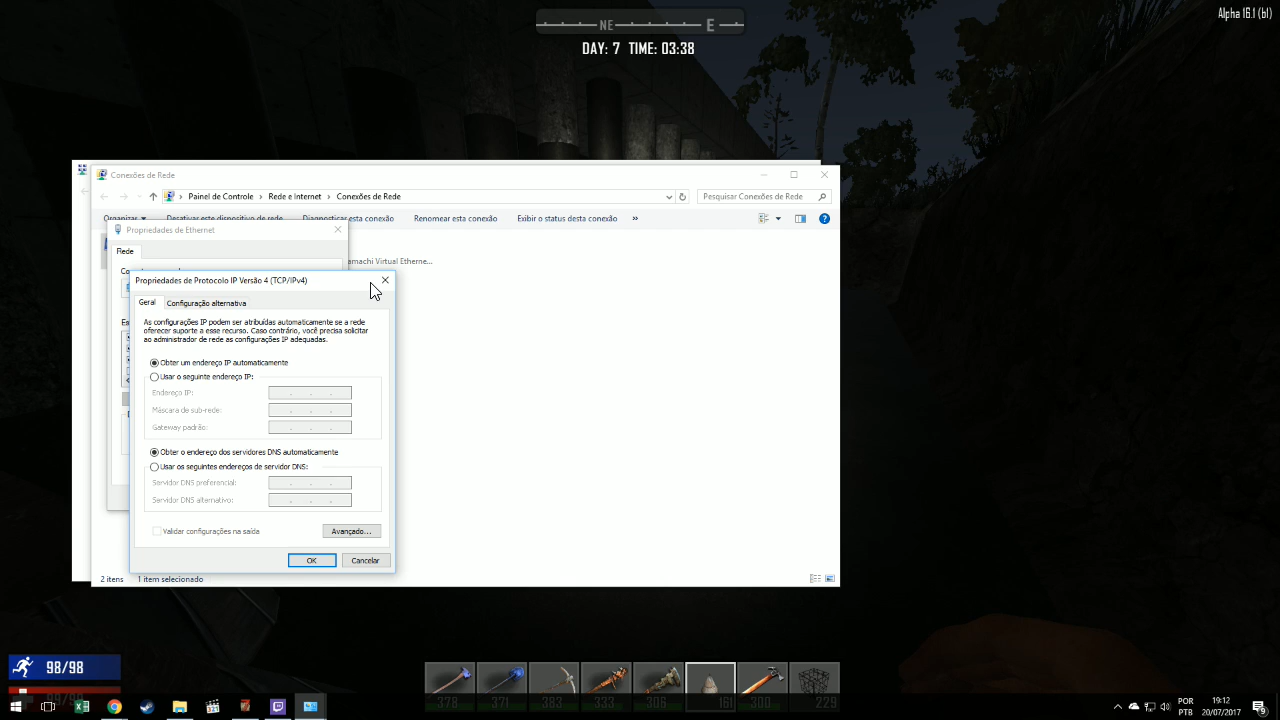 Alpha 16.1 (b1)
NE E
DAY: 7 TIME: 03:38
Conexões de Rede
Painel de Controle > Rede e Internet > Conexões de Rede
Pesquisar Conexões de Rede
Organizar
Desativar este dispositivo de rede
Diagnosticar esta conexão
Renomear esta conexão
Exibir o status desta conexão
»
Propriedades de Ethernet
Rede
amachi Virtual Etherne...
Propriedades de Protocolo IP Versão 4 (TCP/IPv4)
Geral
Configuração alternativa
As configurações IP podem ser atribuídas automaticamente se a rede
oferecer suporte a esse recurso. Caso contrário, você precisa solicitar
ao administrador de rede as configurações IP adequadas.
Obter um endereço IP automaticamente
Usar o seguinte endereço IP:
Endereço IP:
Máscara de sub-rede:
Gateway padrão:
Obter o endereço dos servidores DNS automaticamente
Usar os seguintes endereços de servidor DNS:
Servidor DNS preferencial:
Servidor DNS alternativo:
Validar configurações na saída
Avançado...
OK
Cancelar
2 itens
1 item selecionado
98/98
378 371 383 333 306 161 300 229
POR
PTB
19:12
20/07/2017